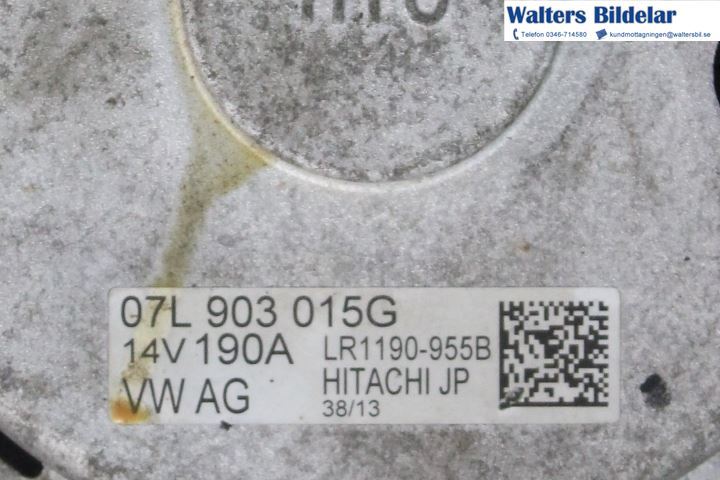 Walters Bildelar
Telefon 0346-714580 kundmottagningen@waltersbil.se
07L 903 015G
14V 190A LR1190-955B
VW AG HITACHI JP
38/13